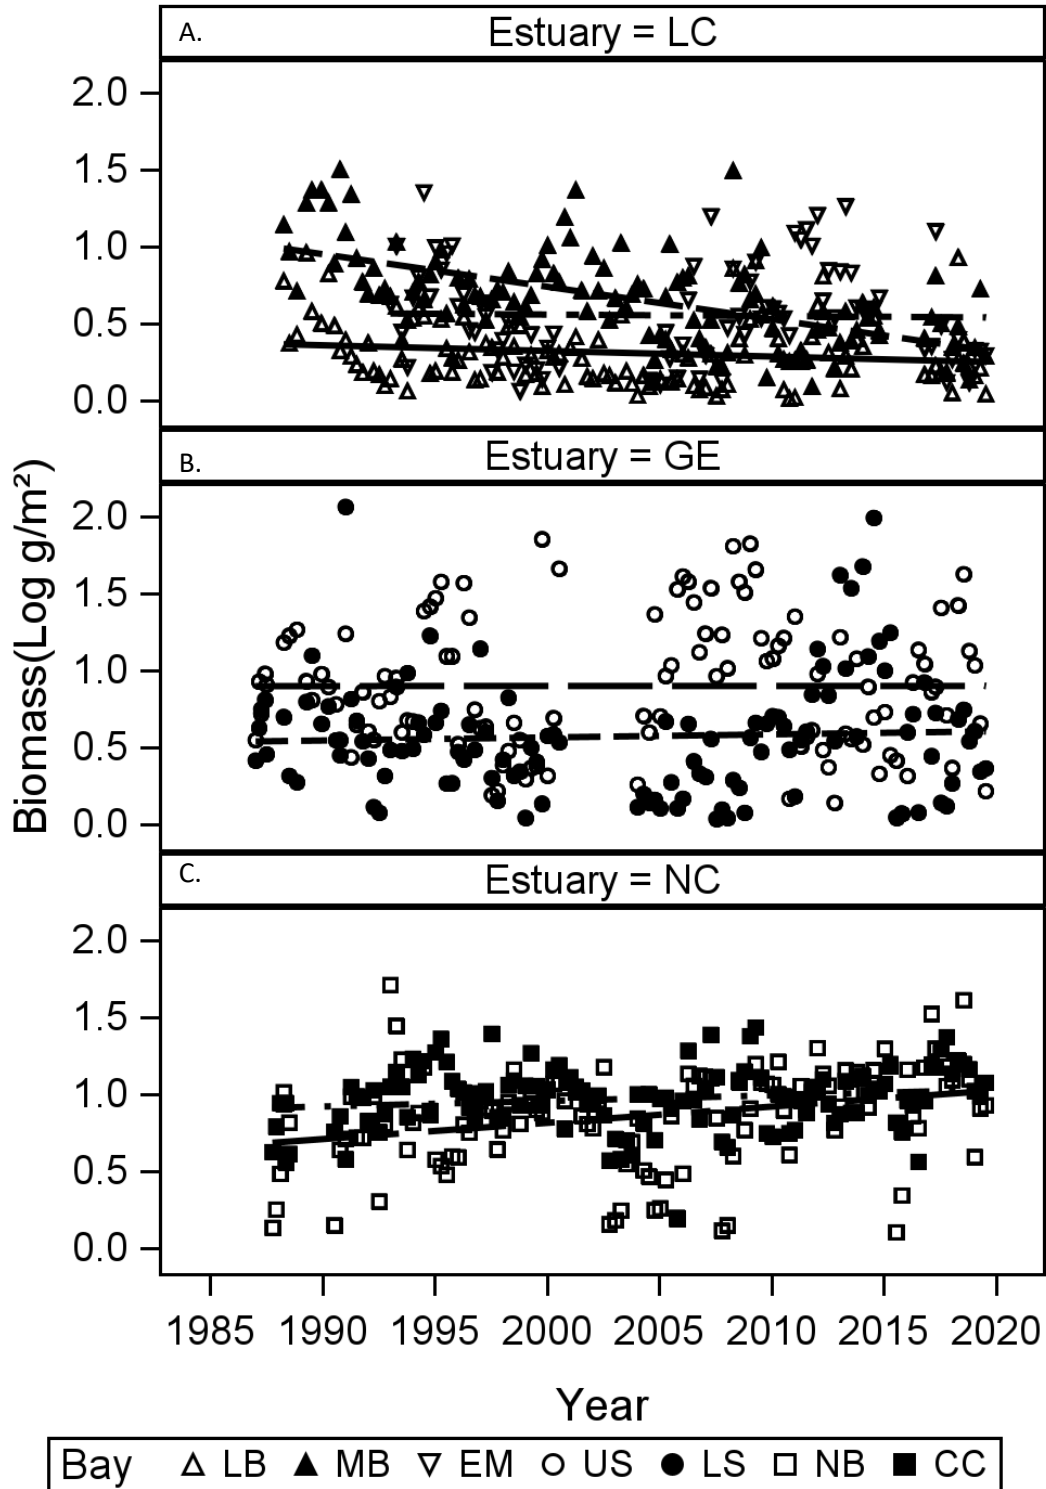 A.
Estuary = LC
2.0
1.5
1.0
0.5
0.0
B.
Estuary = GE
2.0
1.5
1.0
0.5
0.0
C.
Estuary = NC
2.0
1.5
1.0
0.5
0.0
Biomass(Log g/m²)
1985 1990 1995 2000 2005 2010 2015 2020
Year
Bay LB MB EM US LS NB CC